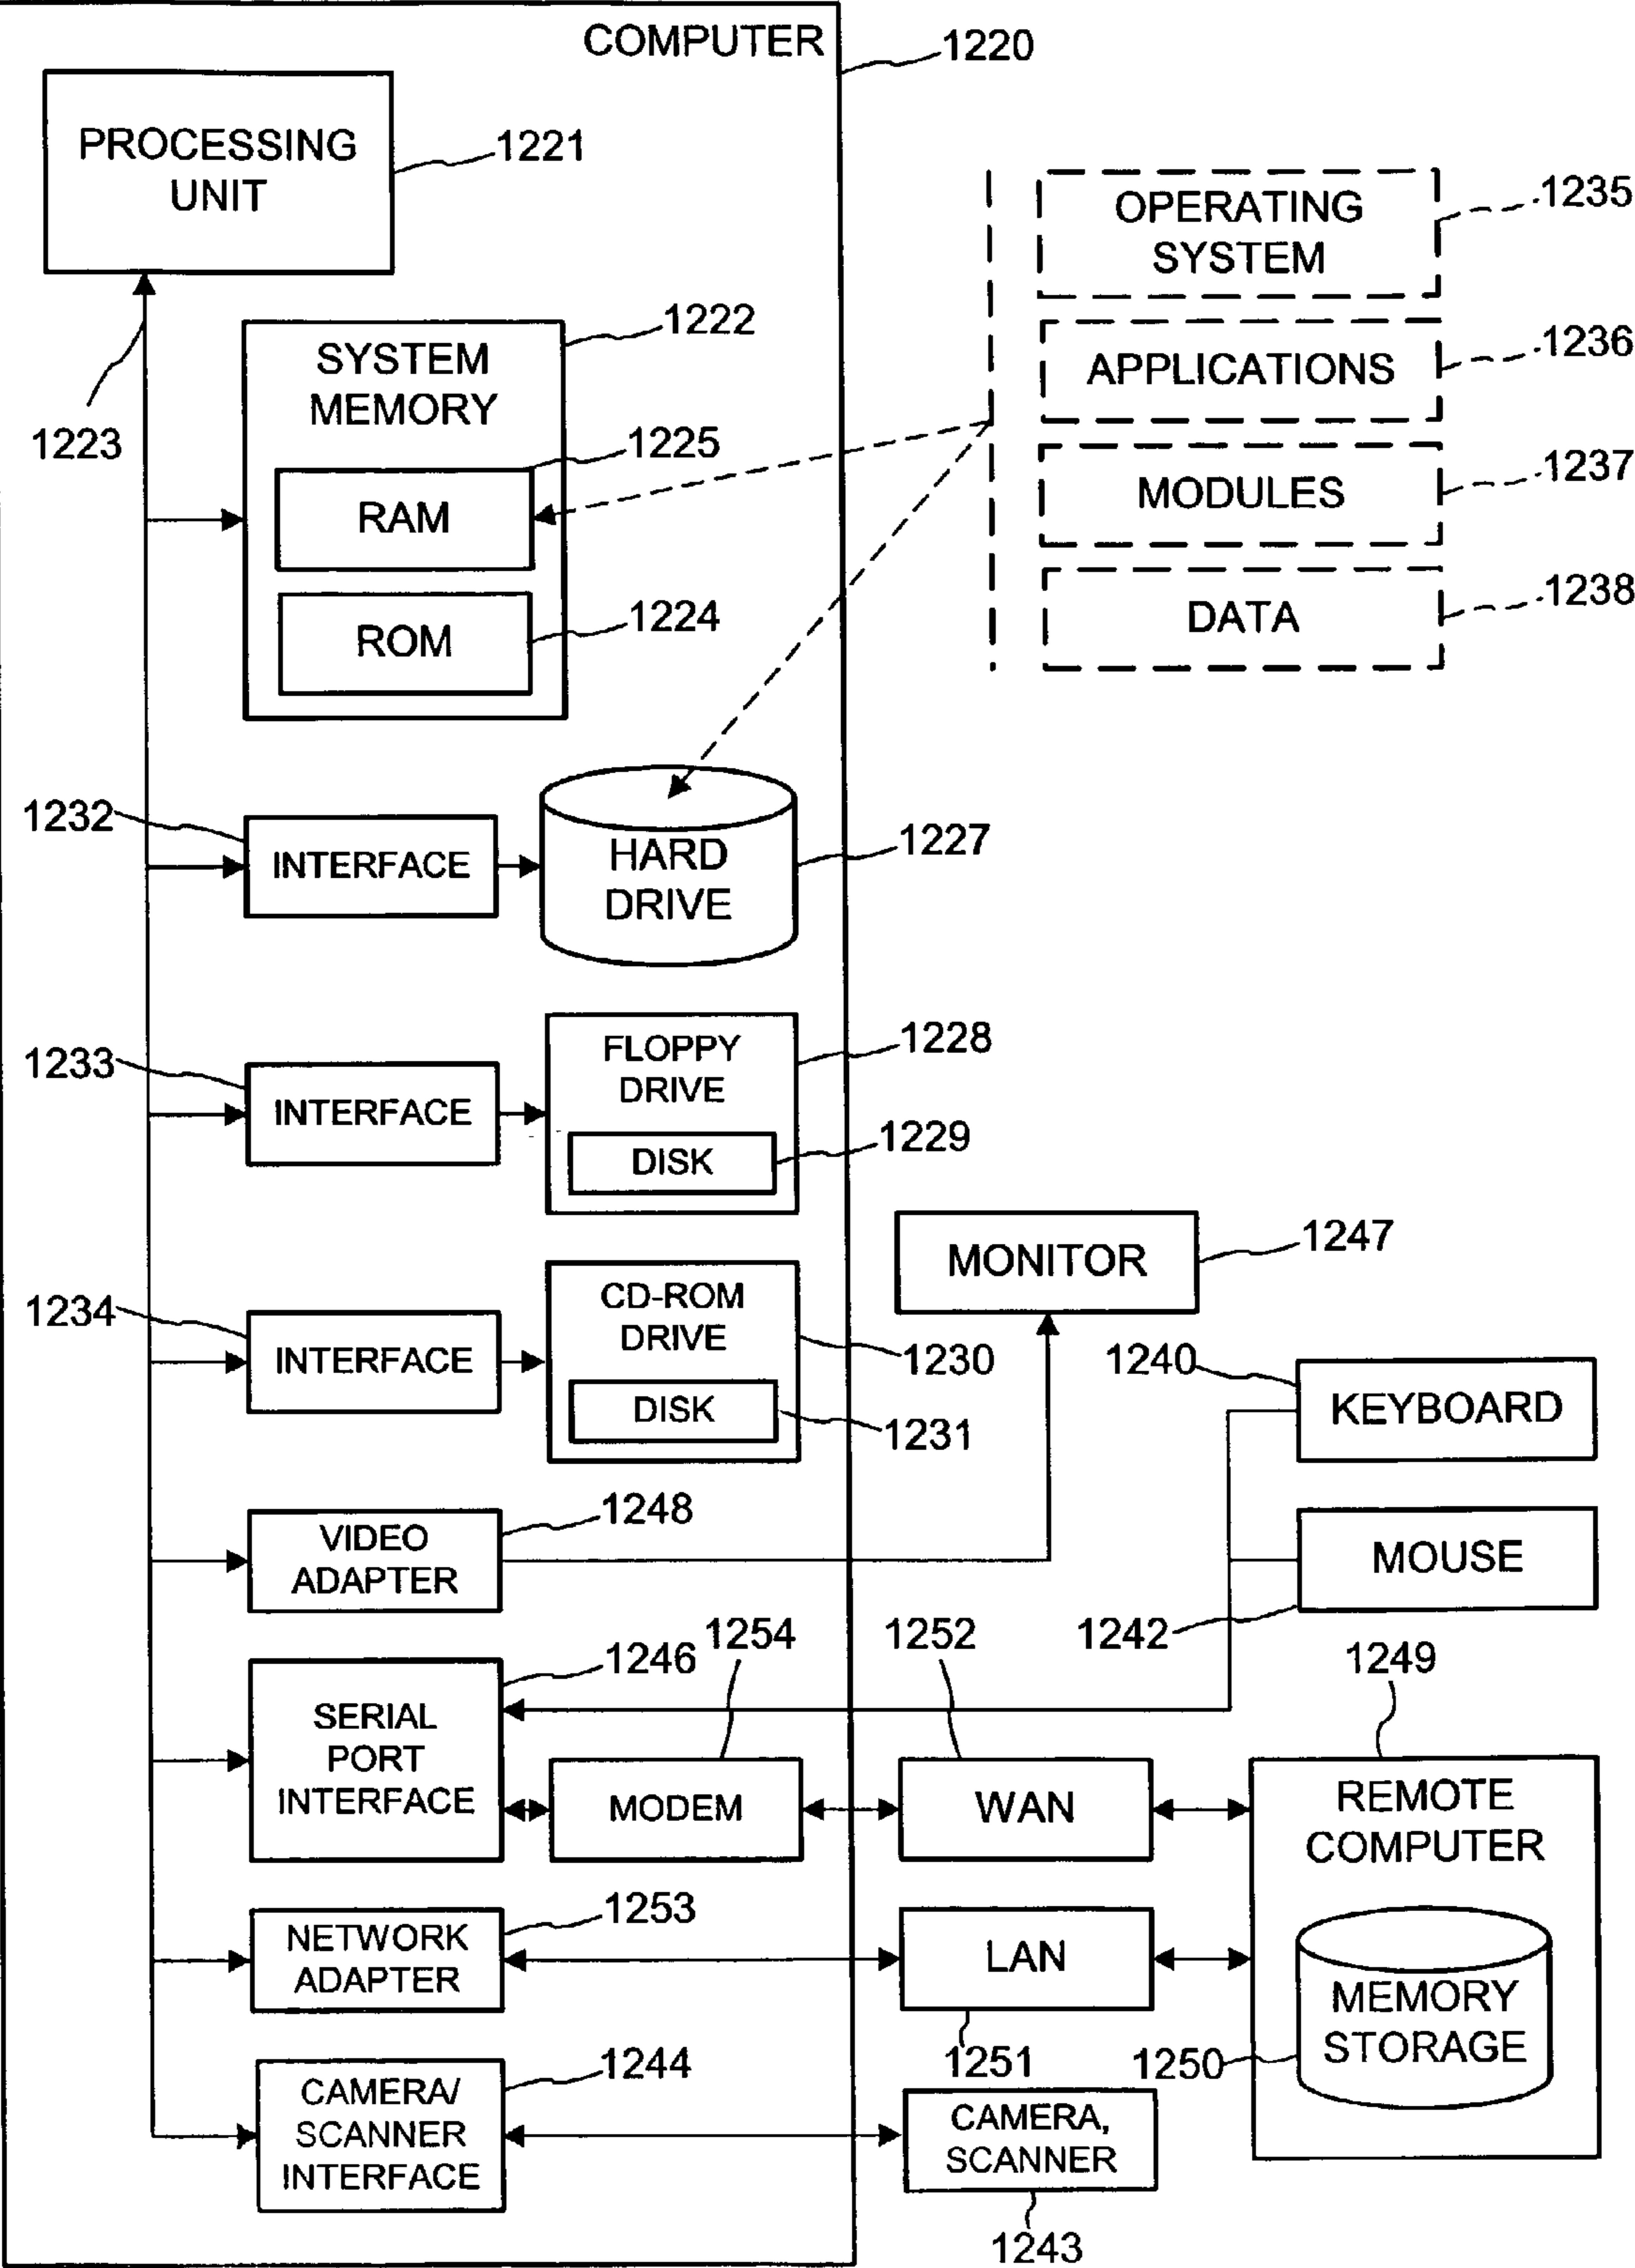 COMPUTER
1220
PROCESSING
UNIT
1221
1223
SYSTEM
MEMORY
1222
1225
RAM
1224
ROM
OPERATING
SYSTEM
1235
APPLICATIONS
1236
MODULES
1237
DATA
1238
1232
INTERFACE
HARD
DRIVE
1227
1233
INTERFACE
FLOPPY
DRIVE
1228
DISK
1229
1234
INTERFACE
CD-ROM
DRIVE
1230
DISK
1231
MONITOR
1247
1240
KEYBOARD
MOUSE
1242
VIDEO
ADAPTER
1248
SERIAL
PORT
INTERFACE
1246
1254
MODEM
1252
WAN
1249
REMOTE
COMPUTER
MEMORY
STORAGE
1250
NETWORK
ADAPTER
1253
LAN
1251
CAMERA/
SCANNER
INTERFACE
1244
CAMERA,
SCANNER
1243